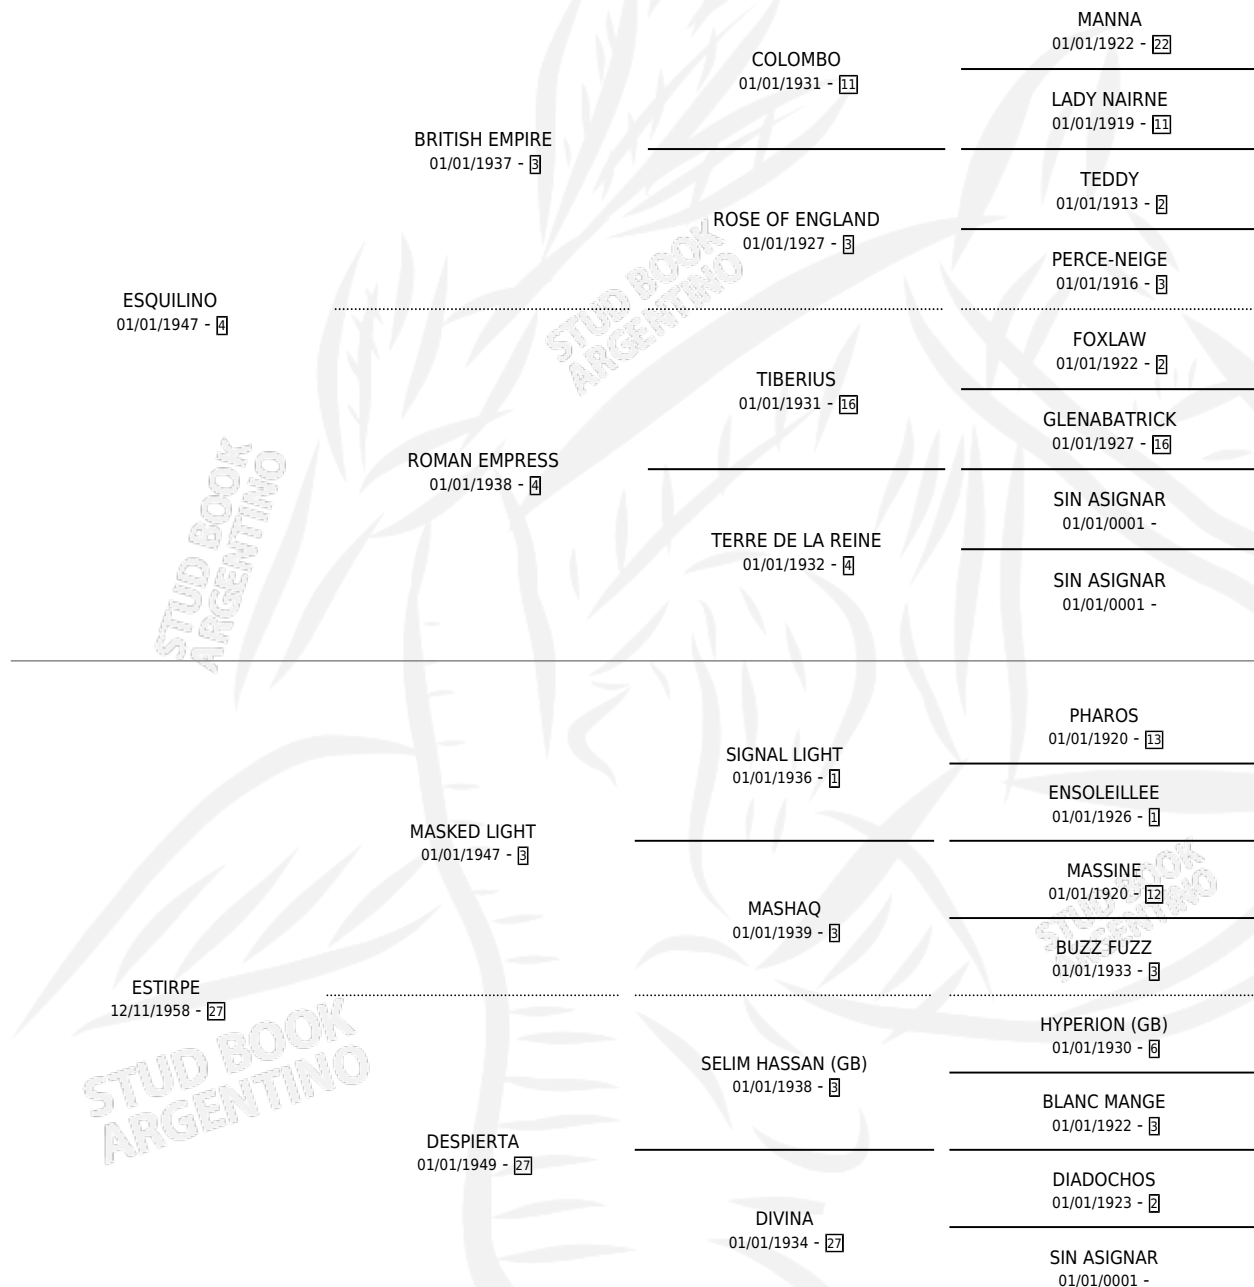 ESQUILINO
01/01/1947 - 4
BRITISH EMPIRE
01/01/1937 - 3
ROMAN EMPRESS
01/01/1938 - 4
COLOMBO
01/01/1931 - 11
ROSE OF ENGLAND
01/01/1927 - 3
TIBERIUS
01/01/1931 - 16
TERRE DE LA REINE
01/01/1932 - 4
MANNA
01/01/1922 - 22
LADY NAIRNE
01/01/1919 - 11
TEDDY
01/01/1913 - 2
PERCE-NEIGE
01/01/1916 - 3
FOXLAW
01/01/1922 - 2
GLENABATRICK
01/01/1927 - 16
SIN ASIGNAR
01/01/0001 -
SIN ASIGNAR
01/01/0001 -
ESTIRPE
12/11/1958 - 27
MASKED LIGHT
01/01/1947 - 3
DESPIERTA
01/01/1949 - 27
SIGNAL LIGHT
01/01/1936 - 1
MASHAQ
01/01/1939 - 3
SELIM HASSAN (GB)
01/01/1938 - 3
DIVINA
01/01/1934 - 27
PHAROS
01/01/1920 - 13
ENSOLEILLEE
01/01/1926 - 1
MASSINE
01/01/1920 - 12
BUZZ FUZZ
01/01/1933 - 3
HYPERION (GB)
01/01/1930 - 6
BLANC MANGE
01/01/1922 - 3
DIADOCHOS
01/01/1923 - 2
SIN ASIGNAR
01/01/0001 -
STUD BOOK
ARGENTINO
STUD BOOK
ARGENTINO
STUD BOOK
ARGENTINO
STUD BOOK
ARGENTINO